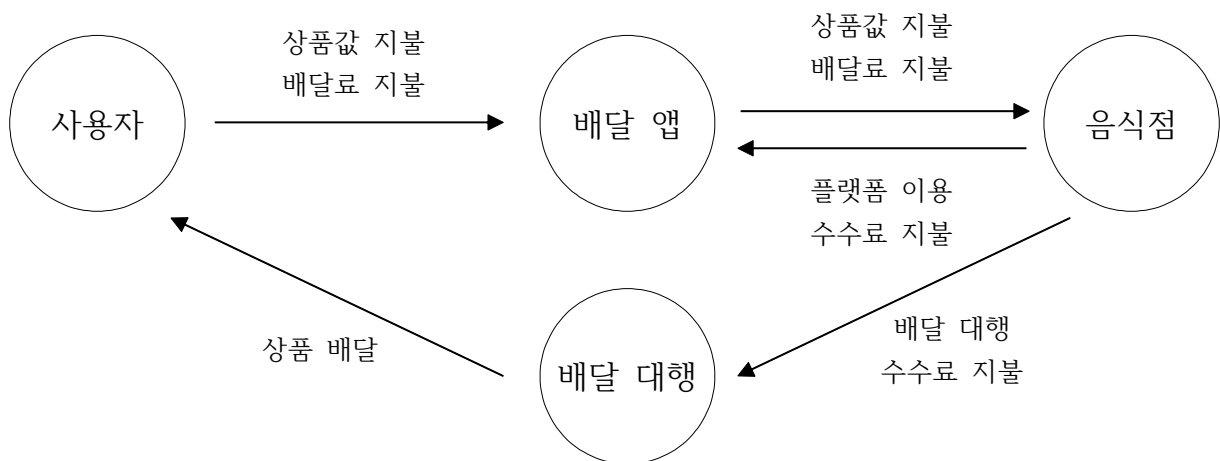 상품값 지불
배달료 지불
상품값 지불
배달료 지불
사용자
배달 앱
음식점
플랫폼 이용
수수료 지불
상품 배달
배달 대행
배달 대행
수수료 지불